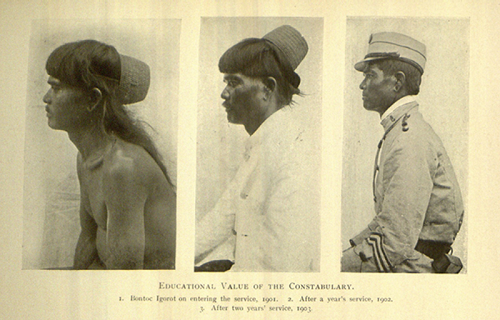 Educational Value of the Constabulary.
1. Bontoc Igorot on entering the service, 1901. 2. After a year's service, 1902.
3. After two years' service, 1903.